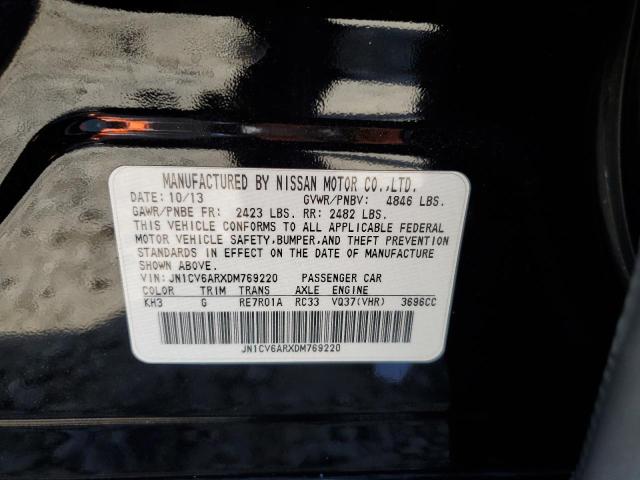 MANUFACTURED BY NISSAN MOTOR CO.,LTD.
DATE: 10/13 GVWR/PNBV: 4846 LBS.
GAWR/PNBE FR: 2423 LBS. RR: 2482 LBS.
THIS VEHICLE CONFORMS TO ALL APPLICABLE FEDERAL
MOTOR VEHICLE SAFETY,BUMPER,AND THEFT PREVENTION
STANDARDS IN EFFECT ON THE DATE OF MANUFACTURE
SHOWN ABOVE.
VIN:JN1CV6ARXDM769220 PASSENGER CAR
COLOR TRIM TRANS AXLE ENGINE
KH3 G RE7R01A RC33 VQ37(VHR) 3696CC
JN1CV6ARXDM769220